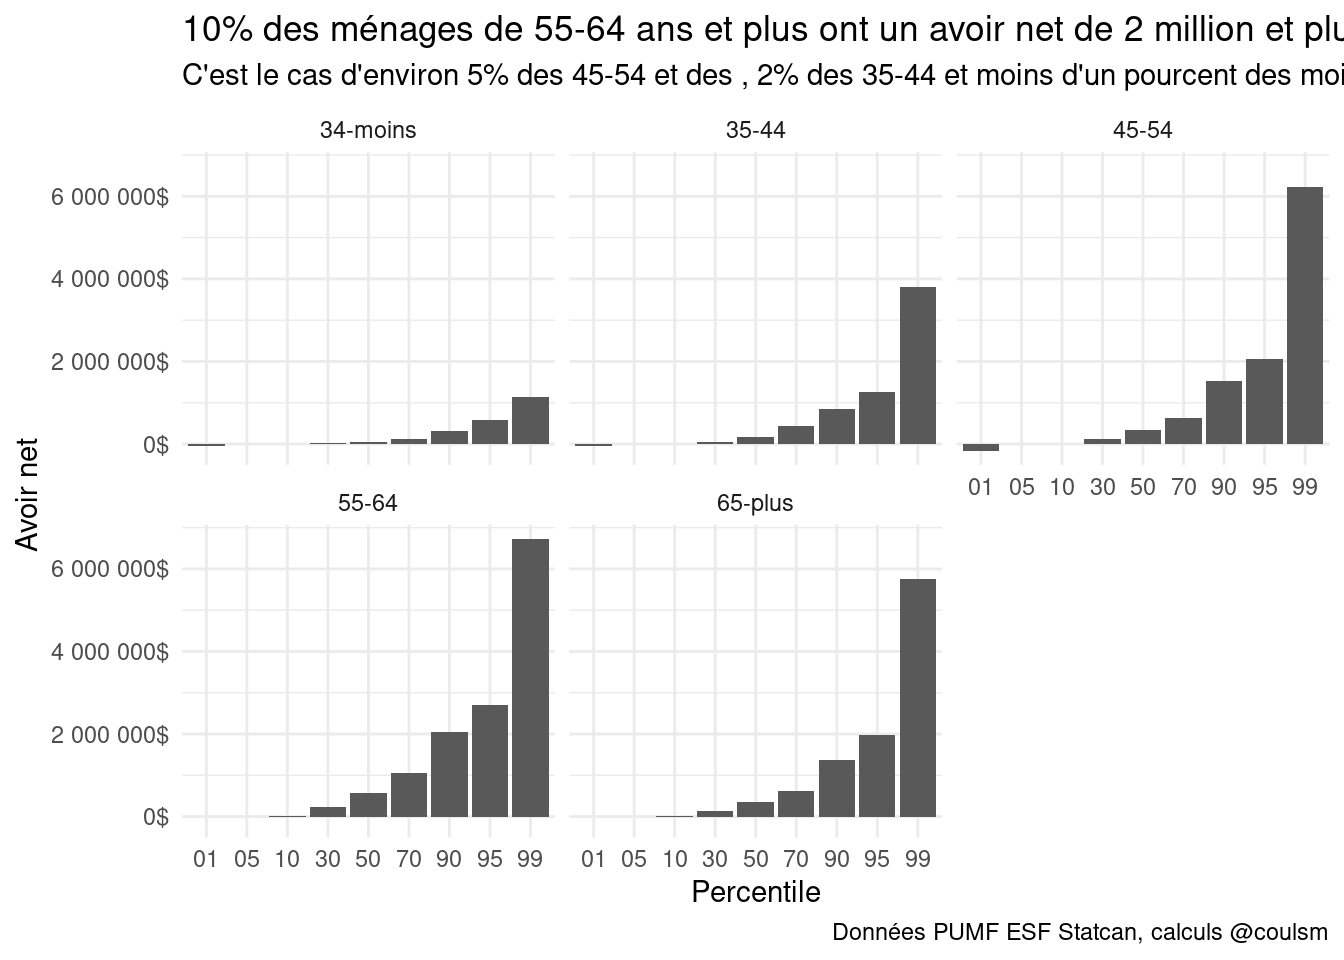 10% des ménages de 55-64 ans et plus ont un avoir net de 2 million et plu
C'est le cas d'environ 5% des 45-54 et des , 2% des 35-44 et moins d'un pourcent des moi
34-moins 35-44 45-54
6 000 000$
4 000 000$
2 000 000$
0$
01 05 10 30 50 70 90 95 99
Avoir net
55-64 65-plus
6 000 000$
4 000 000$
2 000 000$
0$
01 05 10 30 50 70 90 95 99 01 05 10 30 50 70 90 95 99
Percentile
Données PUMF ESF Statcan, calculs @coulsm